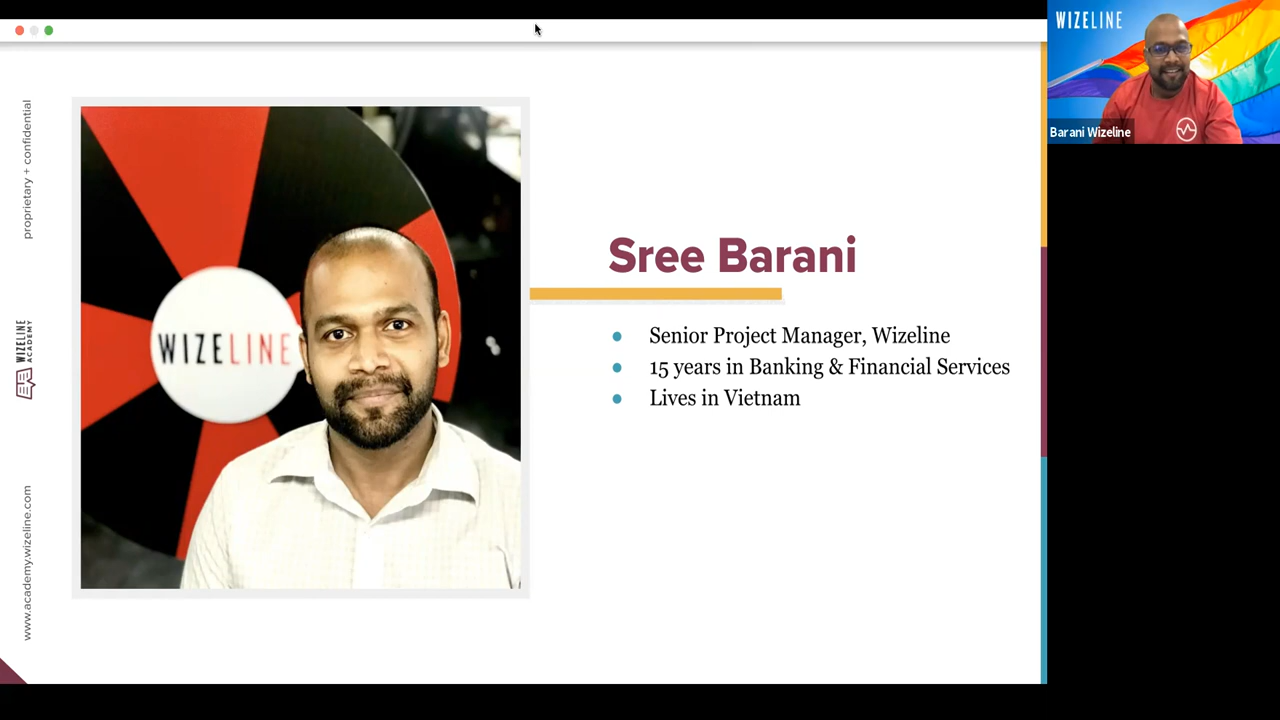 proprietary + confidential
WIZELINE
ACADEMY
www.academy.wizeline.com
WIZELINE
Sree Barani
Senior Project Manager, Wizeline
15 years in Banking & Financial Services
Lives in Vietnam
WIZELINE
Barani Wizeline